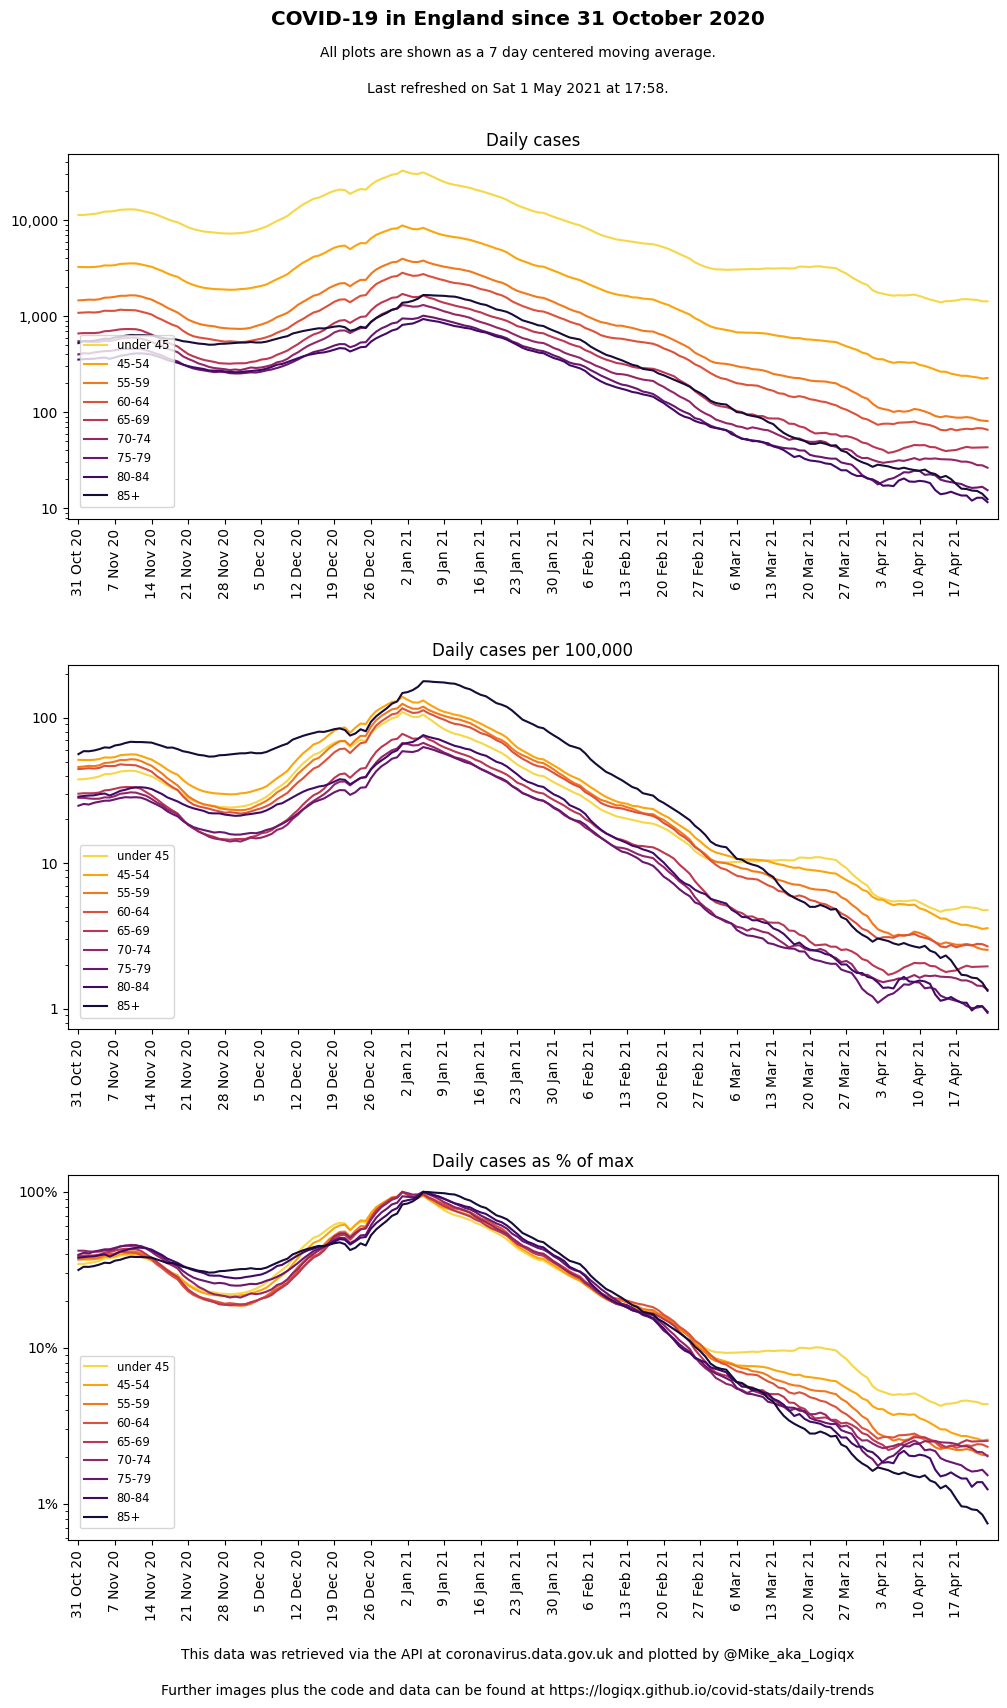 COVID-19 in England since 31 October 2020
All plots are shown as a 7 day centered moving average.
Last refreshed on Sat 1 May 2021 at 17:58.
Daily cases
10,000
1,000
100
10
under 45
45-54
55-59
60-64
65-69
70-74
75-79
80-84
85+
31 Oct 20
7 Nov 20
14 Nov 20
21 Nov 20
28 Nov 20
5 Dec 20
12 Dec 20
19 Dec 20
26 Dec 20
2 Jan 21
9 Jan 21
16 Jan 21
23 Jan 21
30 Jan 21
6 Feb 21
13 Feb 21
20 Feb 21
27 Feb 21
6 Mar 21
13 Mar 21
20 Mar 21
27 Mar 21
3 Apr 21
10 Apr 21
17 Apr 21
Daily cases per 100,000
100
10
1
under 45
45-54
55-59
60-64
65-69
70-74
75-79
80-84
85+
31 Oct 20
7 Nov 20
14 Nov 20
21 Nov 20
28 Nov 20
5 Dec 20
12 Dec 20
19 Dec 20
26 Dec 20
2 Jan 21
9 Jan 21
16 Jan 21
23 Jan 21
30 Jan 21
6 Feb 21
13 Feb 21
20 Feb 21
27 Feb 21
6 Mar 21
13 Mar 21
20 Mar 21
27 Mar 21
3 Apr 21
10 Apr 21
17 Apr 21
Daily cases as % of max
100%
10%
1%
under 45
45-54
55-59
60-64
65-69
70-74
75-79
80-84
85+
31 Oct 20
7 Nov 20
14 Nov 20
21 Nov 20
28 Nov 20
5 Dec 20
12 Dec 20
19 Dec 20
26 Dec 20
2 Jan 21
9 Jan 21
16 Jan 21
23 Jan 21
30 Jan 21
6 Feb 21
13 Feb 21
20 Feb 21
27 Feb 21
6 Mar 21
13 Mar 21
20 Mar 21
27 Mar 21
3 Apr 21
10 Apr 21
17 Apr 21
This data was retrieved via the API at coronavirus.data.gov.uk and plotted by @Mike_aka_Logiqx
Further images plus the code and data can be found at https://logiqx.github.io/covid-stats/daily-trends